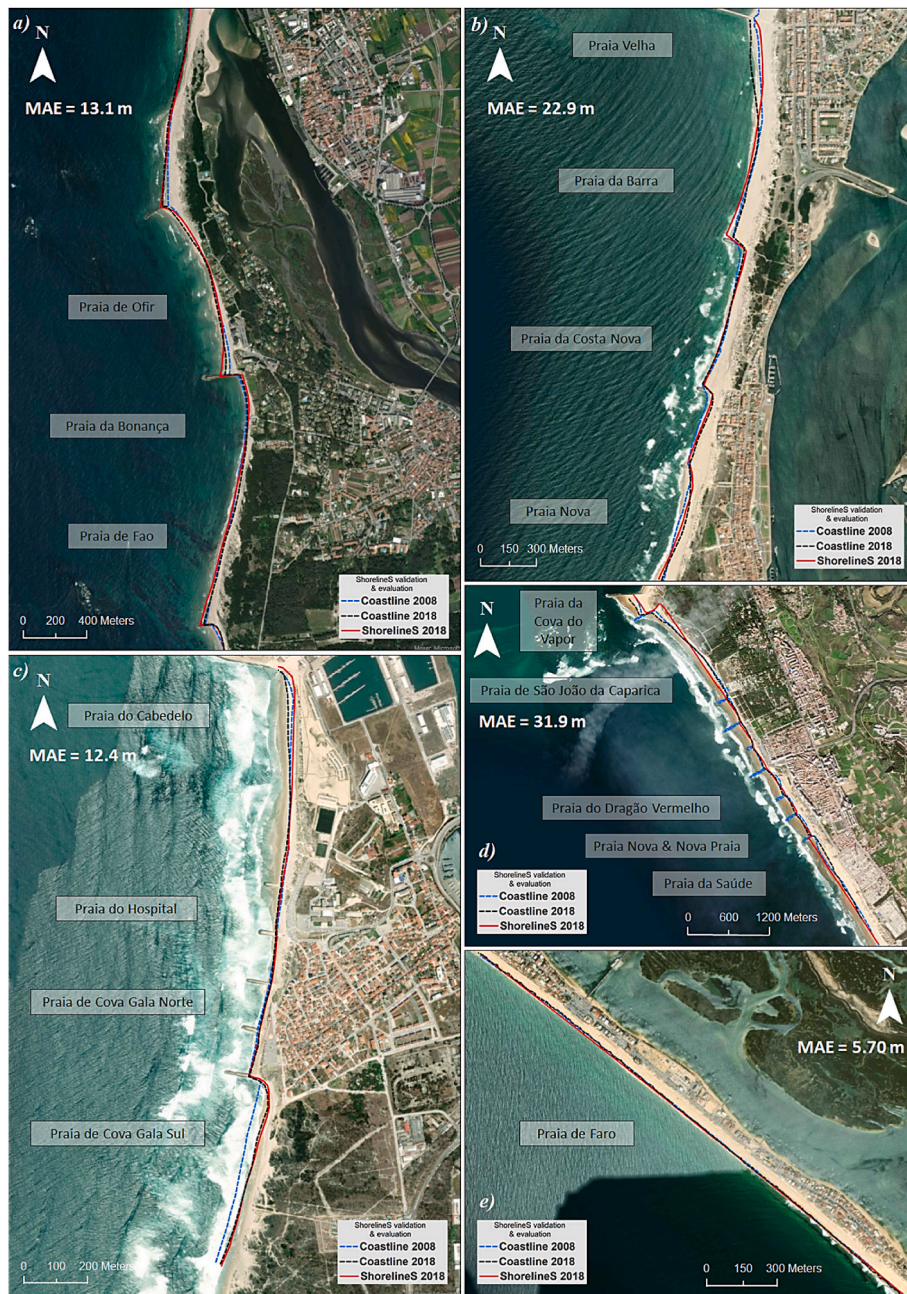 a)
N
MAE = 13.1 m
Praia de Ofir
Praia da Bonança
Praia de Fao
ShorelineS validation
& evaluation
Coastline 2008
Coastline 2018
ShorelineS 2018
0 200 400 Meters
b)
N
Praia Velha
MAE = 22.9 m
Praia da Barra
Praia da Costa Nova
Praia Nova
0 150 300 Meters
ShorelineS validation
& evaluation
Coastline 2008
Coastline 2018
ShorelineS 2018
c)
N
Praia do Cabedelo
MAE = 12.4 m
Praia do Hospital
Praia de Cova Gala Norte
Praia de Cova Gala Sul
0 100 200 Meters
ShorelineS validation
& evaluation
Coastline 2008
Coastline 2018
ShorelineS 2018
N
Praia da
Cova do
Vapor
Praia de São João da Caparica
MAE = 31.9 m
Praia do Dragão Vermelho
Praia Nova & Nova Praia
d)
Praia da Saúde
ShorelineS validation
& evaluation
Coastline 2008
Coastline 2018
ShorelineS 2018
0 600 1200 Meters
N
MAE = 5.70 m
Praia de Faro
e)
ShorelineS validation
& evaluation
Coastline 2008
Coastline 2018
ShorelineS 2018
0 150 300 Meters